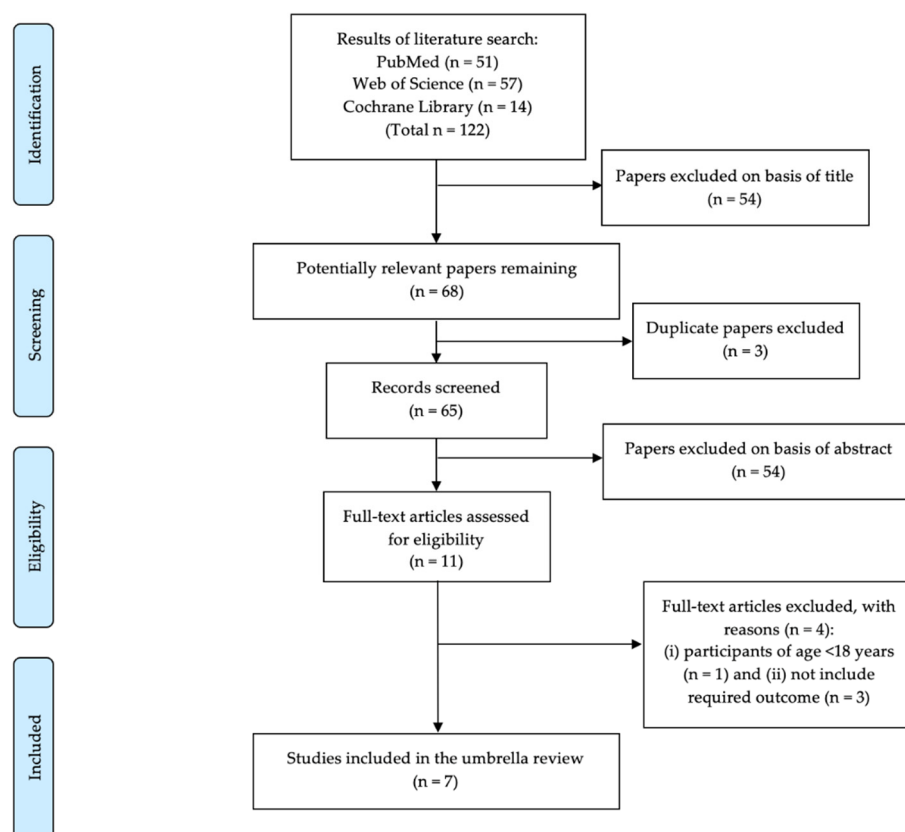 Identification
Results of literature search:
PubMed (n = 51)
Web of Science (n = 57)
Cochrane Library (n = 14)
(Total n = 122)
Papers excluded on basis of title
(n = 54)
Screening
Potentially relevant papers remaining
(n = 68)
Duplicate papers excluded
(n = 3)
Records screened
(n = 65)
Papers excluded on basis of abstract
(n = 54)
Eligibility
Full-text articles assessed
for eligibility
(n = 11)
Full-text articles excluded, with
reasons (n = 4):
(i) participants of age <18 years
(n = 1) and (ii) not include
required outcome (n = 3)
Included
Studies included in the umbrella review
(n = 7)